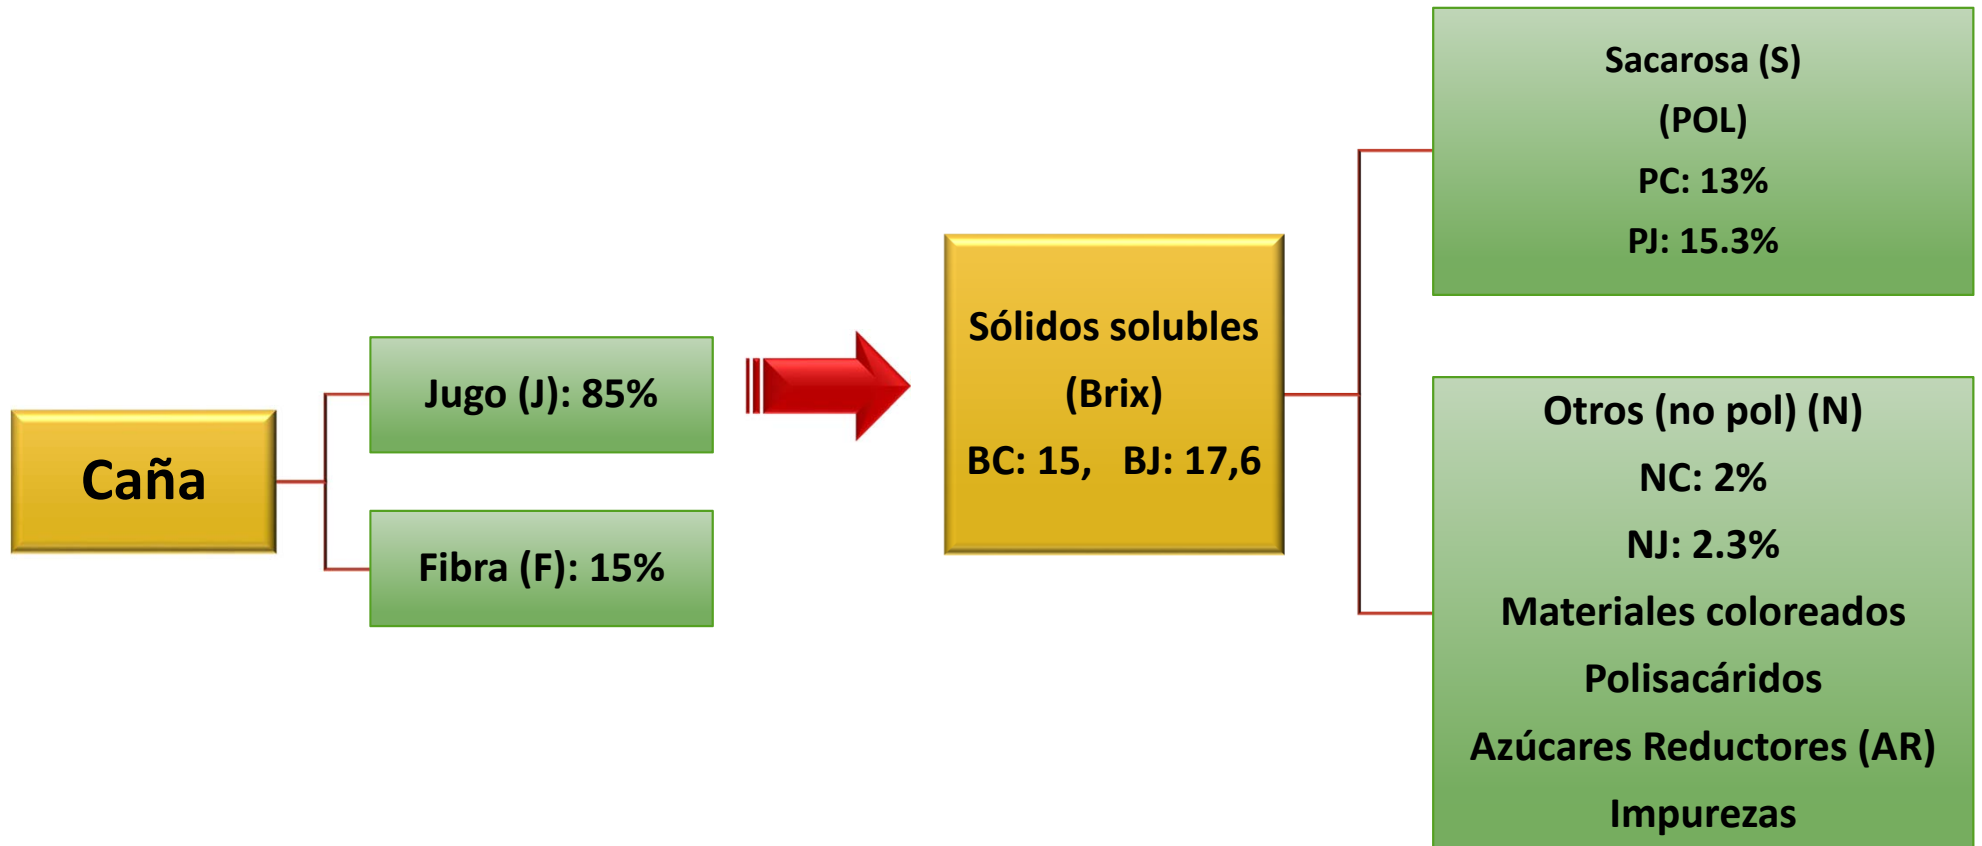 Caña
Jugo (J): 85%
Fibra (F): 15%
Sólidos solubles
(Brix)
BC: 15,   BJ: 17,6
Sacarosa (S)
(POL)
PC: 13%
PJ: 15.3%
Otros (no pol) (N)
NC: 2%
NJ: 2.3%
Materiales coloreados
Polisacáridos
Azúcares Reductores (AR)
Impurezas